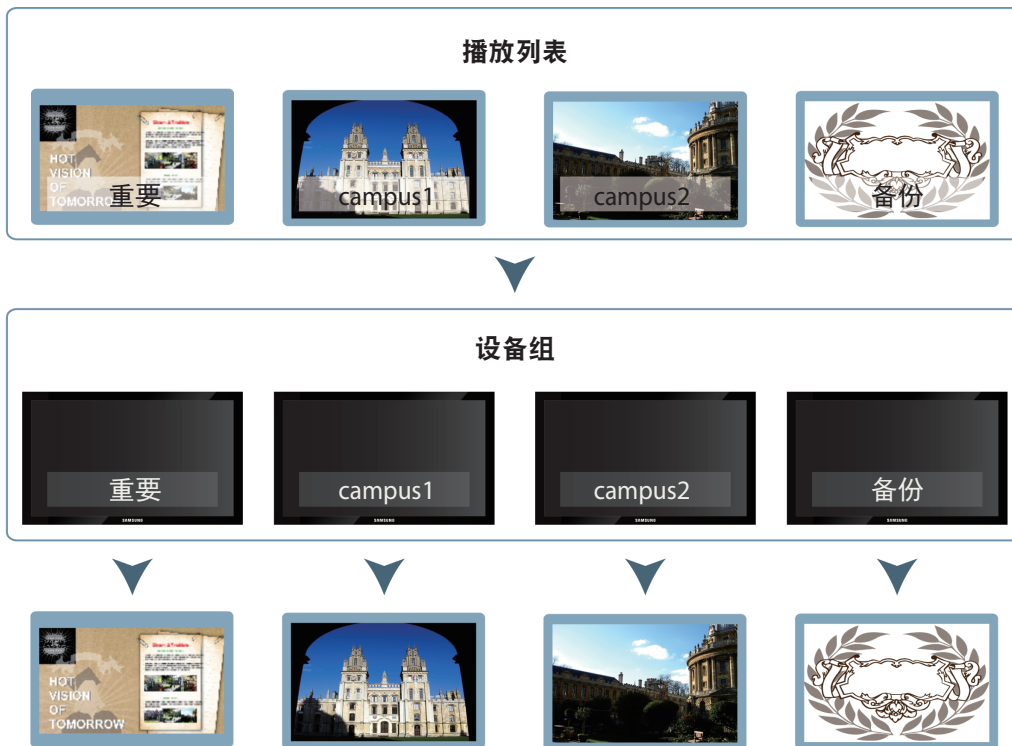 播放列表
HOT
VISION
OF
TOMORROW
重要
campus1
campus2
备份
设备组
重要
campus1
campus2
备份
SAMSUNG
SAMSUNG
SAMSUNG
SAMSUNG
HOT
VISION
OF
TOMORROW